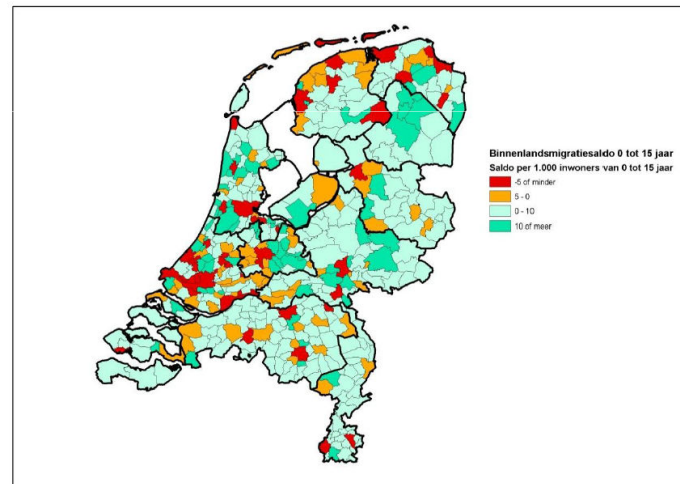 Binnenlandsmigratiesaldo 0 tot 15 jaar
Saldo per 1.000 inwoners van 0 tot 15 jaar
-5 of minder
5 - 0
0 - 10
10 of meer